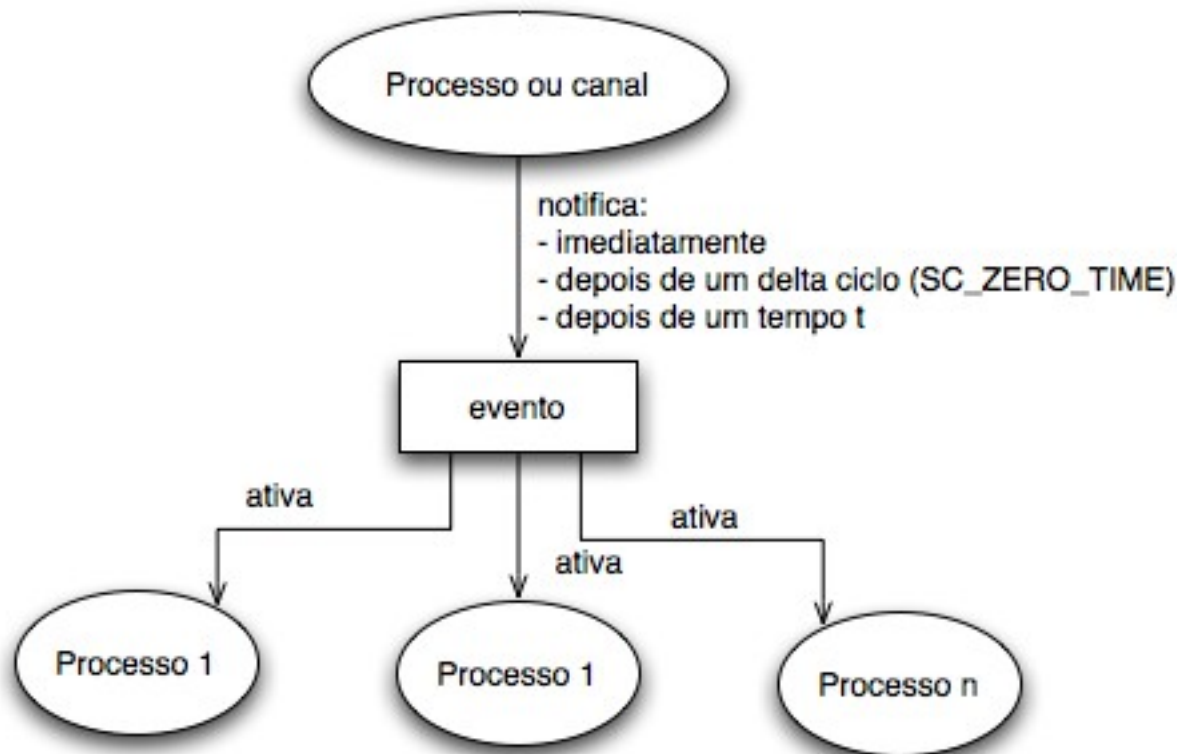 Processo ou canal
notifica:
- imediatamente
- depois de um delta ciclo (SC_ZERO_TIME)
- depois de um tempo t
evento
ativa
ativa
ativa
Processo 1
Processo 1
Processo n